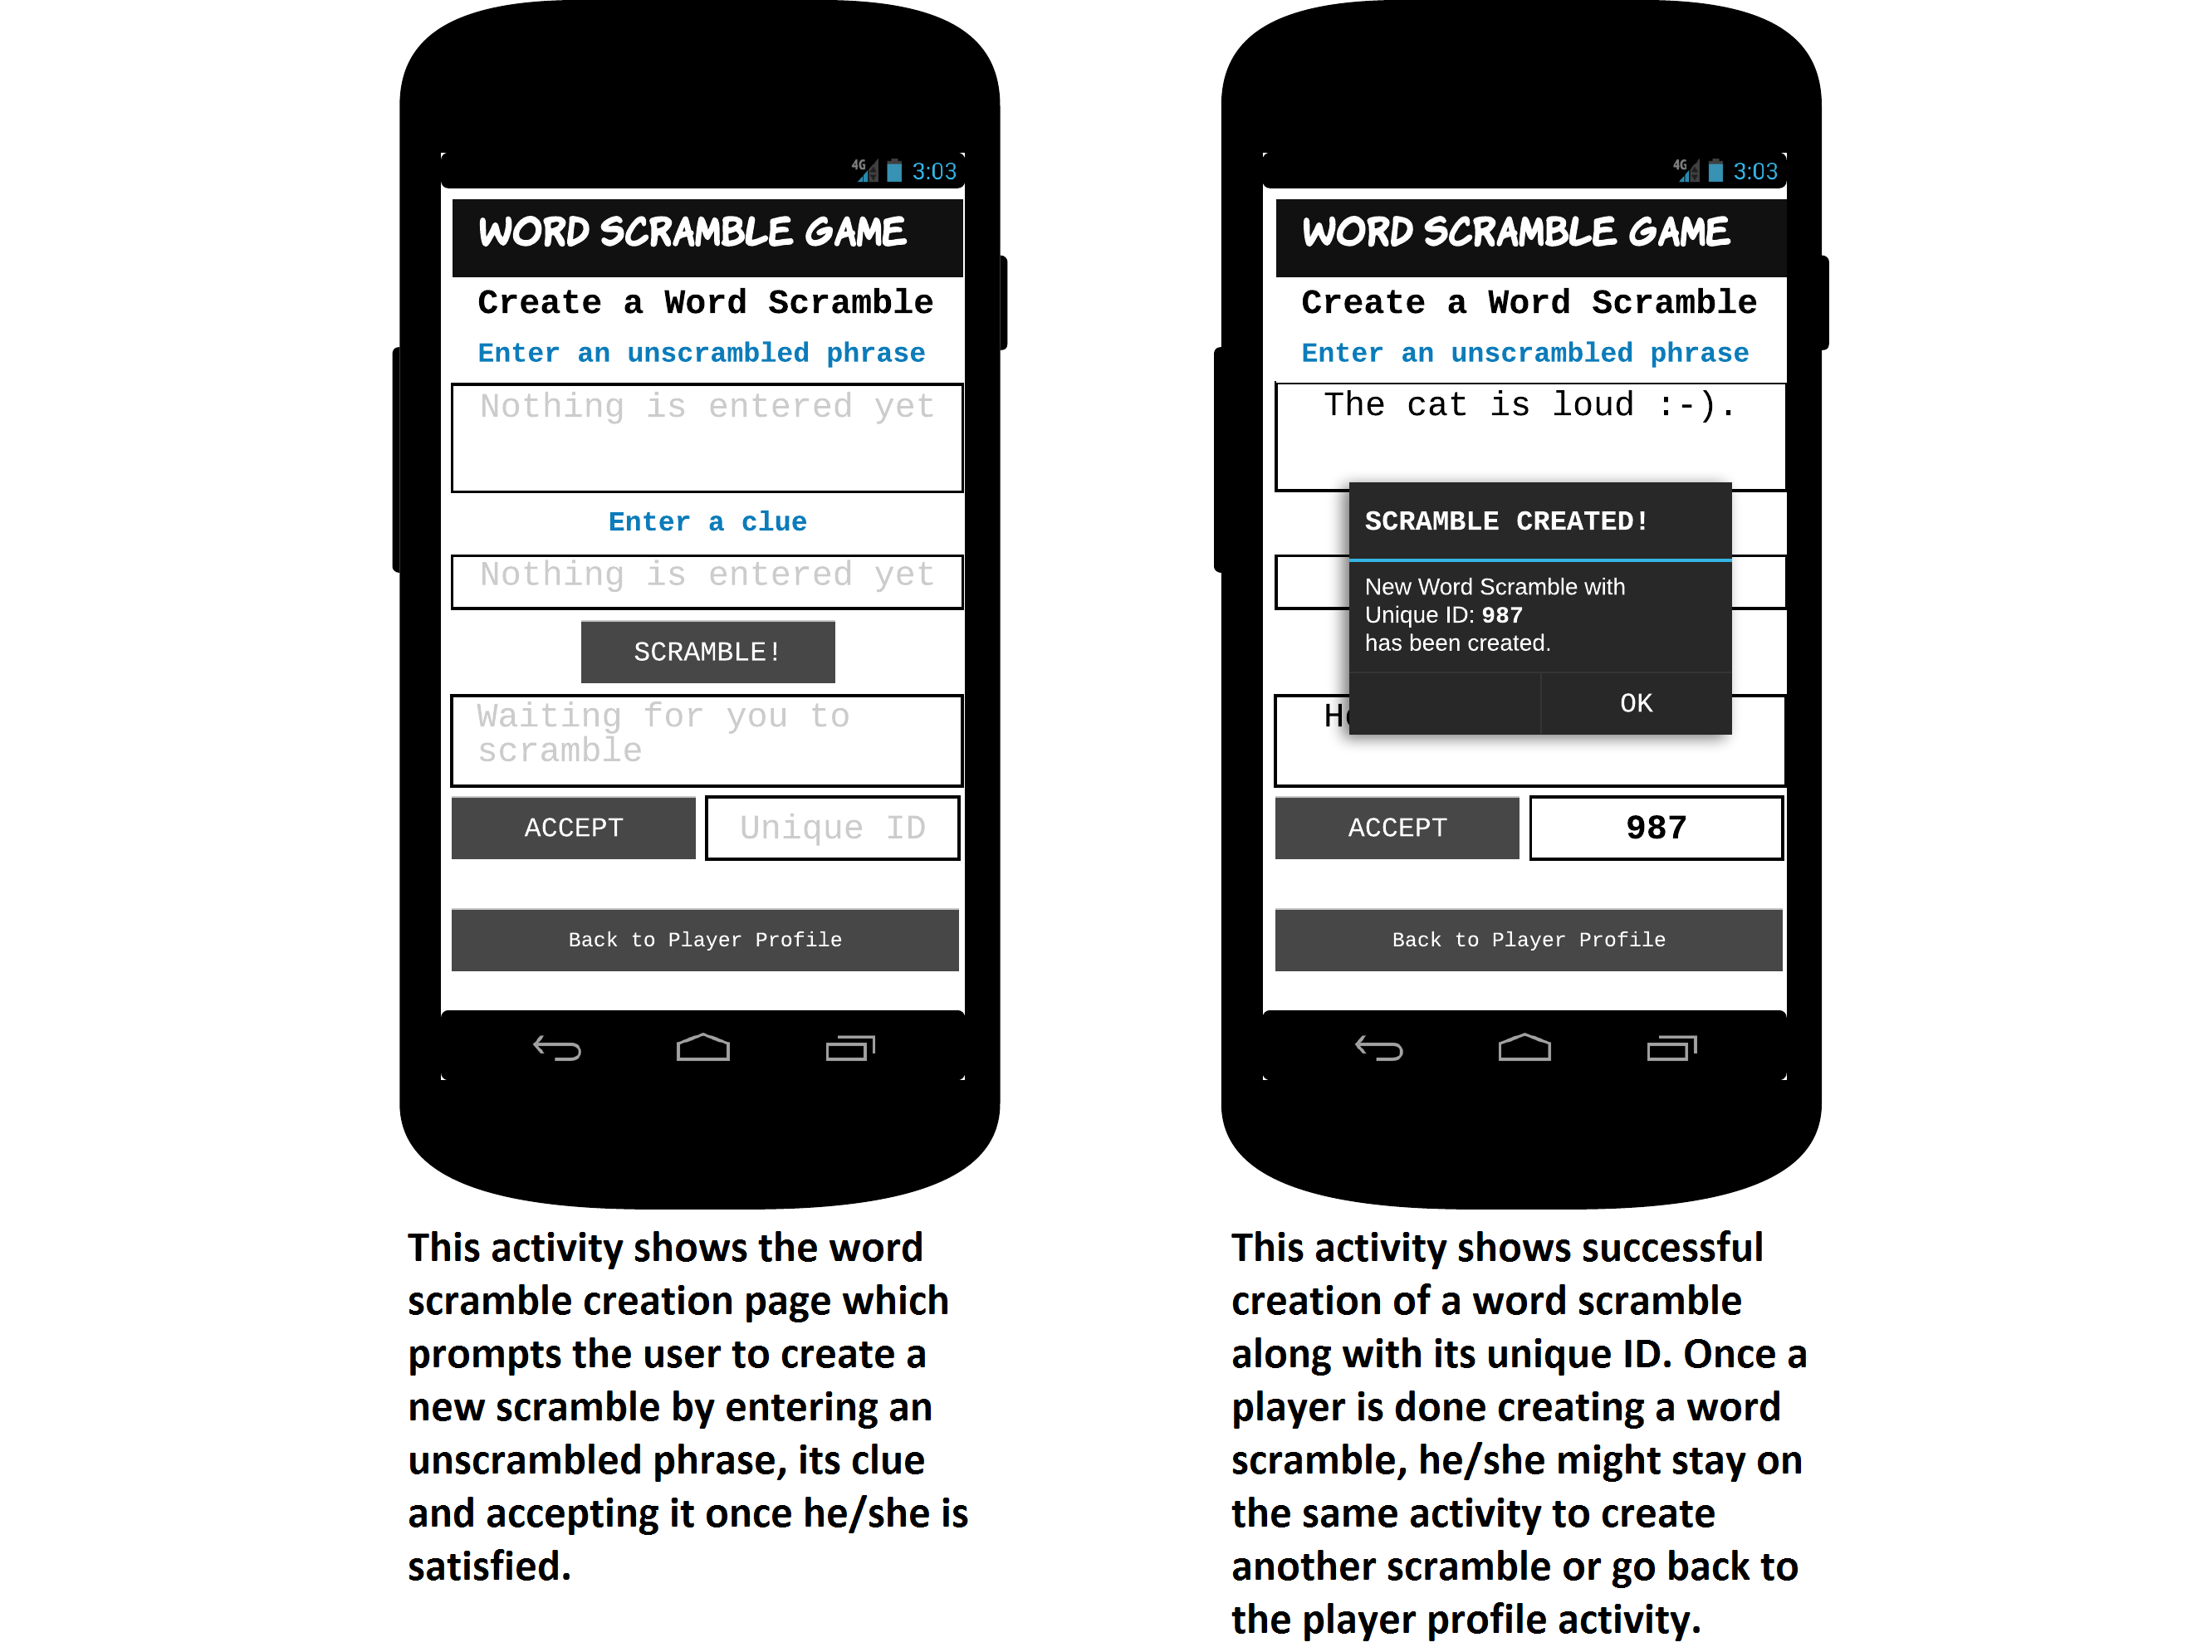 4G 3:03
WORD SCRAMBLE GAME
Create a Word Scramble
Enter an unscrambled phrase
Nothing is entered yet
Enter a clue
Nothing is entered yet
SCRAMBLE!
Waiting for you to
scramble
ACCEPT
Unique ID
Back to Player Profile
This activity shows the word
scramble creation page which
prompts the user to create a
new scramble by entering an
unscrambled phrase, its clue
and accepting it once he/she is
satisfied.
4G 3:03
WORD SCRAMBLE GAME
Create a Word Scramble
Enter an unscrambled phrase
The cat is loud :-).
SCRAMBLE CREATED!
New Word Scramble with
Unique ID: 987
has been created.
OK
ACCEPT
987
Back to Player Profile
This activity shows successful
creation of a word scramble
along with its unique ID. Once a
player is done creating a word
scramble, he/she might stay on
the same activity to create
another scramble or go back to
the player profile activity.